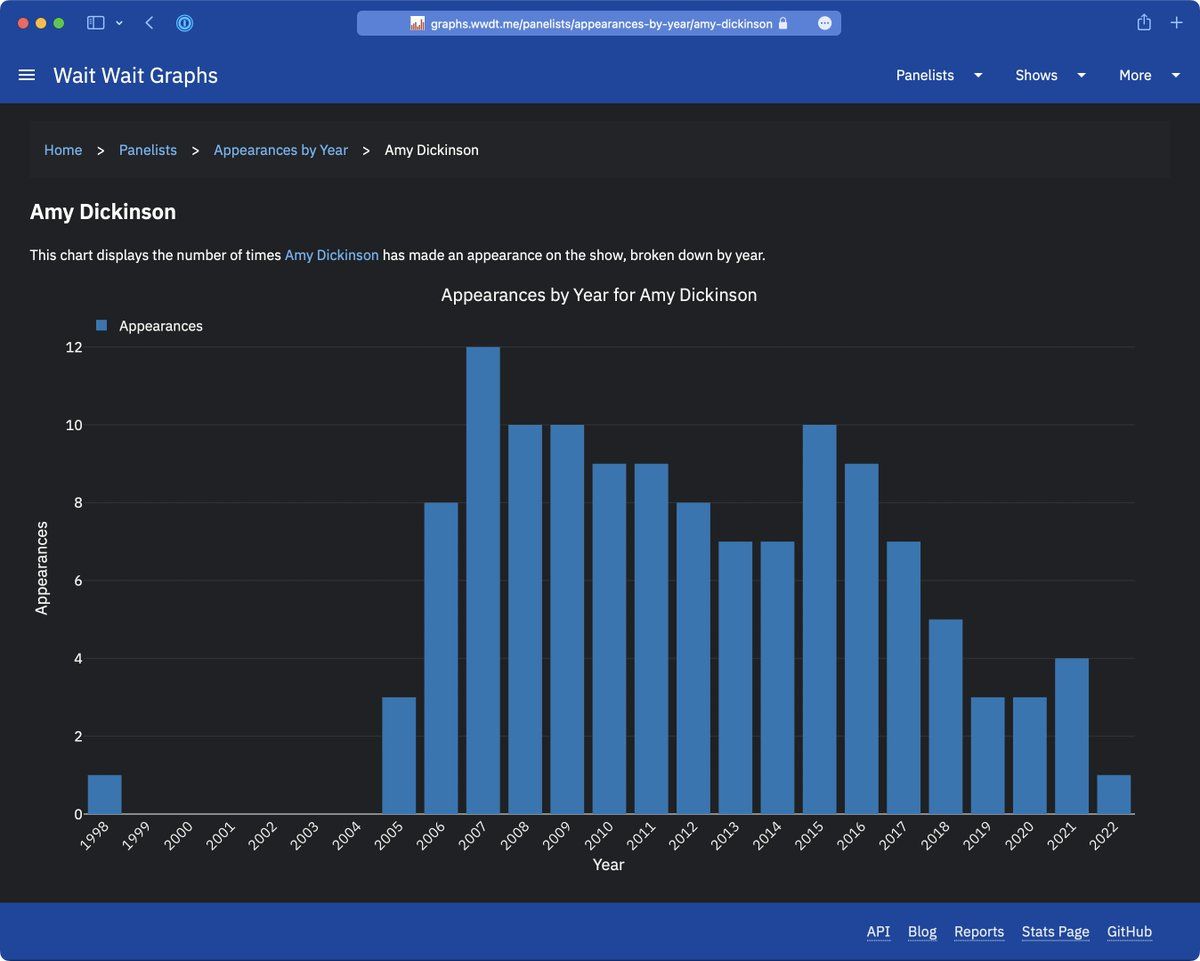 graphs.wwdt.me/panelists/appearances-by-year/amy-dickinson
Wait Wait Graphs
Panelists
Shows
More
Home > Panelists > Appearances by Year > Amy Dickinson
Amy Dickinson
This chart displays the number of times Amy Dickinson has made an appearance on the show, broken down by year.
Appearances by Year for Amy Dickinson
Appearances
12
10
8
6
4
2
0
Appearances
1998 1999 2000 2001 2002 2003 2004 2005 2006 2007 2008 2009 2010 2011 2012 2013 2014 2015 2016 2017 2018 2019 2020 2021 2022
Year
API Blog Reports Stats Page GitHub